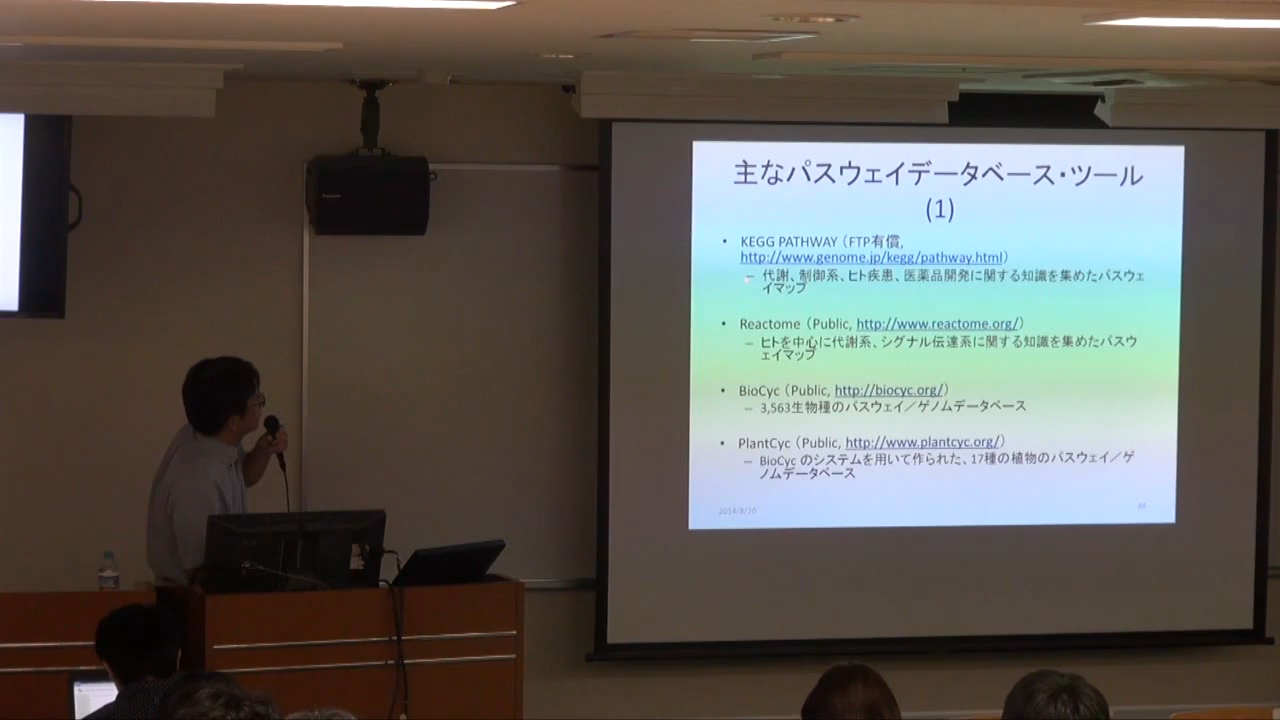 主なパスウェイデータベース・ツール
(1)
• KEGG PATHWAY (FTP有償,
http://www.genome.jp/kegg/pathway.html)
– 代謝、制御系、ヒト疾患、医薬品開発に関する知識を集めたパスウェ
イマップ
• Reactome (Public, http://www.reactome.org/)
– ヒトを中心に代謝系、シグナル伝達系に関する知識を集めたパスウ
ェイマップ
• BioCyc (Public, http://biocyc.org/)
– 3,563生物種のパスウェイ／ゲノムデータベース
• PlantCyc (Public, http://www.plantcyc.org/)
– BioCyc のシステムを用いて作られた、17種の植物のパスウェイ／ゲ
ノムデータベース
2014/8/20